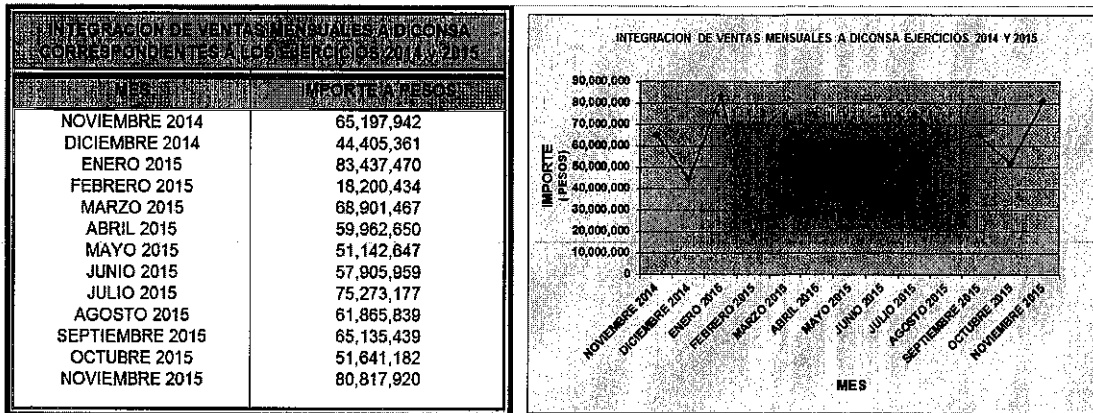 INTEGRACION DE VENTAS MENSUALES A DICONSA
CORRESPONDIENTES A LOS EJERCICIOS 2014 y 2015
MES IMPORTE A PESOS
NOVIEMBRE 2014 65,197,942
DICIEMBRE 2014 44,405,361
ENERO 2015 83,437,470
FEBRERO 2015 18,200,434
MARZO 2015 68,901,467
ABRIL 2015 59,962,650
MAYO 2015 51,142,647
JUNIO 2015 57,905,959
JULIO 2015 75,273,177
AGOSTO 2015 61,865,839
SEPTIEMBRE 2015 65,135,439
OCTUBRE 2015 51,641,182
NOVIEMBRE 2015 80,817,920
INTEGRACION DE VENTAS MENSUALES A DICONSA EJERCICIOS 2014 Y 2015
IMPORTE
(PESOS)
90,000,000
80,000,000
70,000,000
60,000,000
50,000,000
40,000,000
30,000,000
20,000,000
10,000,000
0
NOVIEMBRE 2014
DICIEMBRE 2014
ENERO 2015
FEBRERO 2015
MARZO 2015
ABRIL 2015
MAYO 2015
JUNIO 2015
JULIO 2015
AGOSTO 2015
SEPTIEMBRE 2015
OCTUBRE 2015
NOVIEMBRE 2015
MES